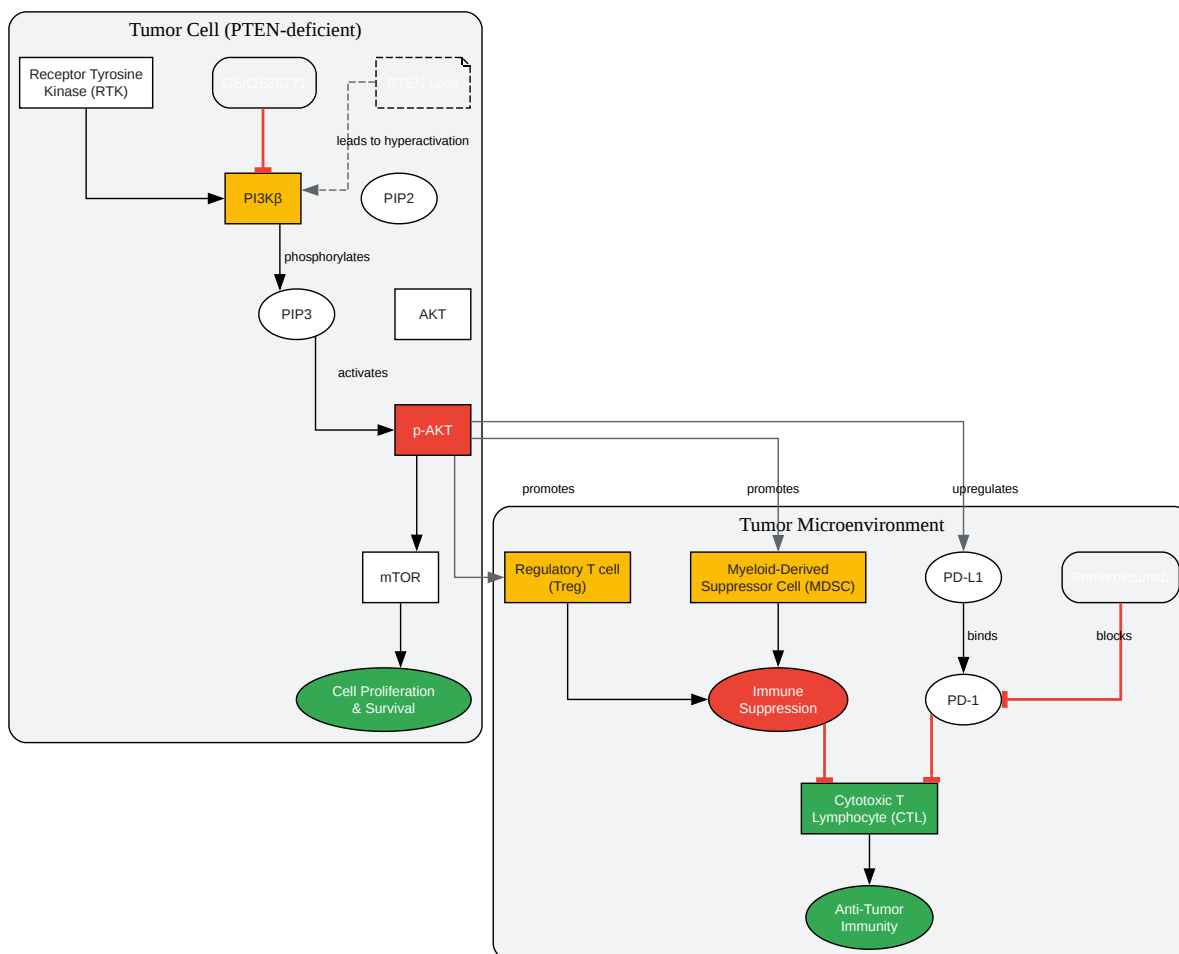 Tumor Cell (PTEN-deficient)
Receptor Tyrosine
Kinase (RTK)
GSK2636771
PTEN Loss
leads to hyperactivation
PI3Kβ
PIP2
phosphorylates
PIP3
AKT
activates
p-AKT
promotes
promotes
upregulates
Tumor Microenvironment
mTOR
Regulatory T cell
(Treg)
Myeloid-Derived
Suppressor Cell (MDSC)
PD-L1
Pembrolizumab
binds
blocks
Cell Proliferation
& Survival
Immune
Suppression
PD-1
Cytotoxic T
Lymphocyte (CTL)
Anti-Tumor
Immunity